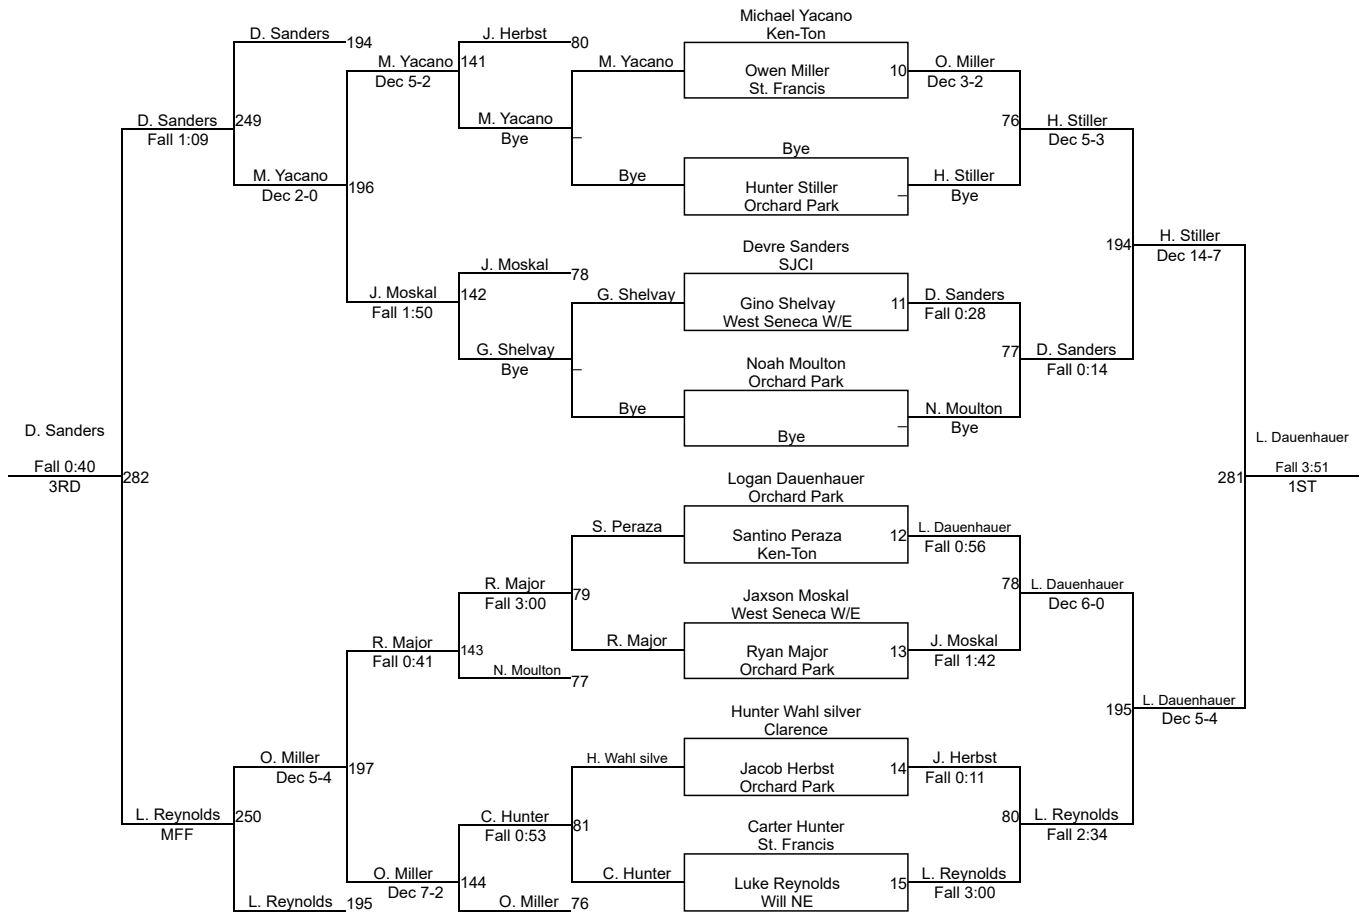 Michael Yacano
Ken-Ton
D. Sanders
194
J. Herbst
80
M. Yacano
141
Dec 5-2
M. Yacano
Owen Miller
St. Francis
10
O. Miller
Dec 3-2
D. Sanders
249
Fall 1:09
M. Yacano
Bye
76
H. Stiller
Dec 5-3
Bye
M. Yacano
196
Dec 2-0
Bye
Hunter Stiller
Orchard Park
H. Stiller
Bye
Devre Sanders
SJCI
194
H. Stiller
Dec 14-7
J. Moskal
78
J. Moskal
142
Fall 1:50
G. Shelvay
Gino Shelvay
West Seneca W/E
11
D. Sanders
Fall 0:28
G. Shelvay
Bye
Noah Moulton
Orchard Park
77
D. Sanders
Fall 0:14
Bye
Bye
N. Moulton
Bye
D. Sanders
Fall 0:40
3RD
282
L. Dauenhauer
281
Fall 3:51
1ST
Logan Dauenhauer
Orchard Park
S. Peraza
Santino Peraza
Ken-Ton
12
L. Dauenhauer
Fall 0:56
R. Major
Fall 3:00
79
Jaxson Moskal
West Seneca W/E
78
L. Dauenhauer
Dec 6-0
R. Major
Fall 0:41
143
R. Major
Ryan Major
Orchard Park
13
J. Moskal
Fall 1:42
N. Moulton
77
Hunter Wahl silver
Clarence
195
L. Dauenhauer
Dec 5-4
O. Miller
Dec 5-4
197
H. Wahl silve
Jacob Herbst
Orchard Park
14
J. Herbst
Fall 0:11
L. Reynolds
MFF
250
C. Hunter
Fall 0:53
81
Carter Hunter
St. Francis
80
L. Reynolds
Fall 2:34
O. Miller
Dec 7-2
144
C. Hunter
Luke Reynolds
Will NE
15
L. Reynolds
Fall 3:00
L. Reynolds
195
O. Miller
76